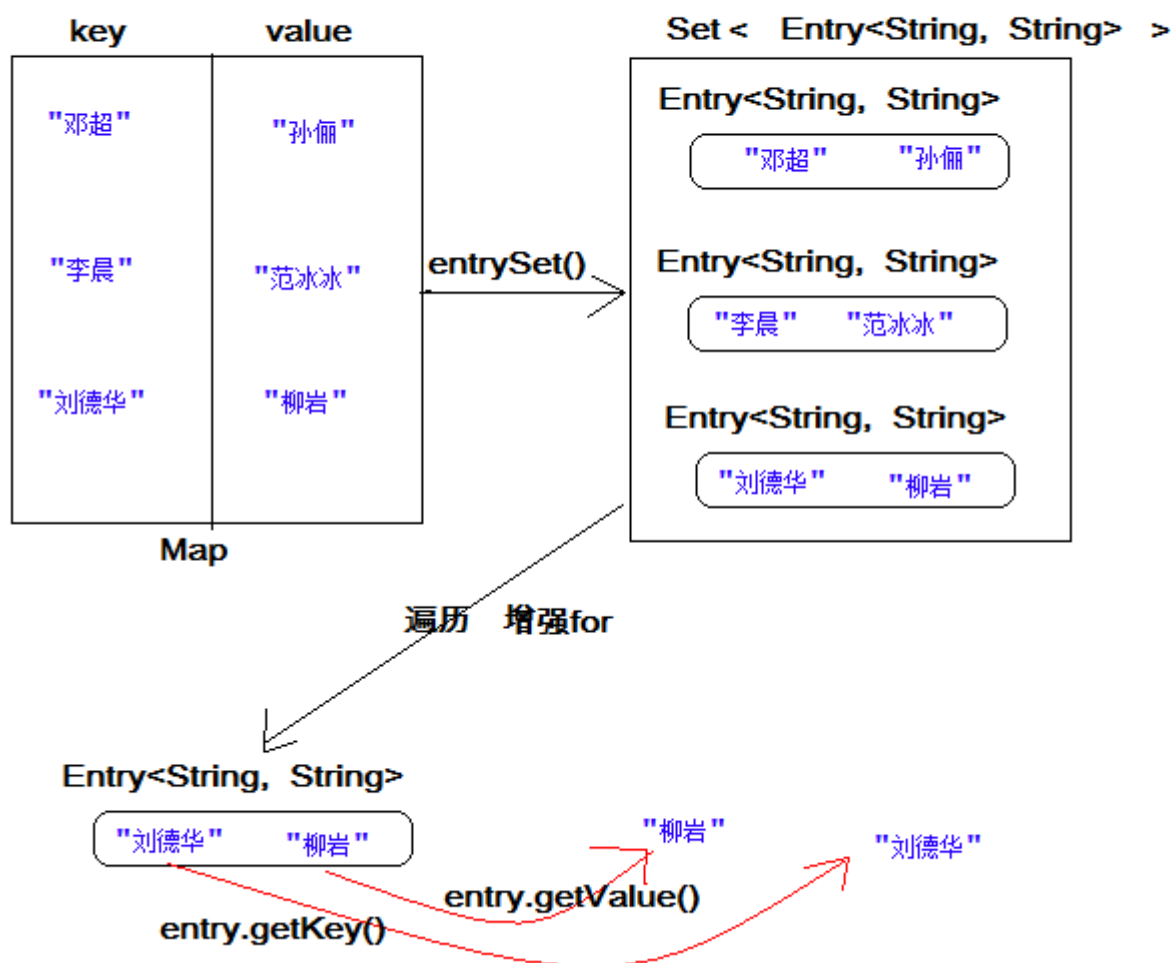 key value
Set < Entry<String, String> >
"邓超" "孙俪"
Entry<String, String>
"邓超" "孙俪"
"李晨" "范冰冰"
entrySet()
Entry<String, String>
"李晨" "范冰冰"
"刘德华" "柳岩"
Entry<String, String>
"刘德华" "柳岩"
Map
遍历 增强for
Entry<String, String>
"刘德华" "柳岩"
"柳岩"
"刘德华"
entry.getValue()
entry.getKey()